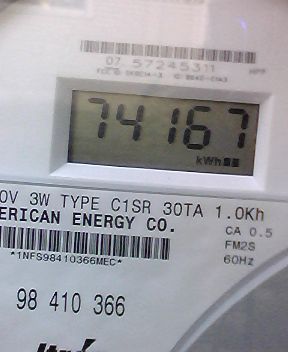 07 57245311
74167
kWh
0V 3W TYPE C1SR 30TA 1.0Kh
ERICAN ENERGY CO.
CA 0.5
FM2S
*1NFS98410366MEC*
60Hz
98 410 366